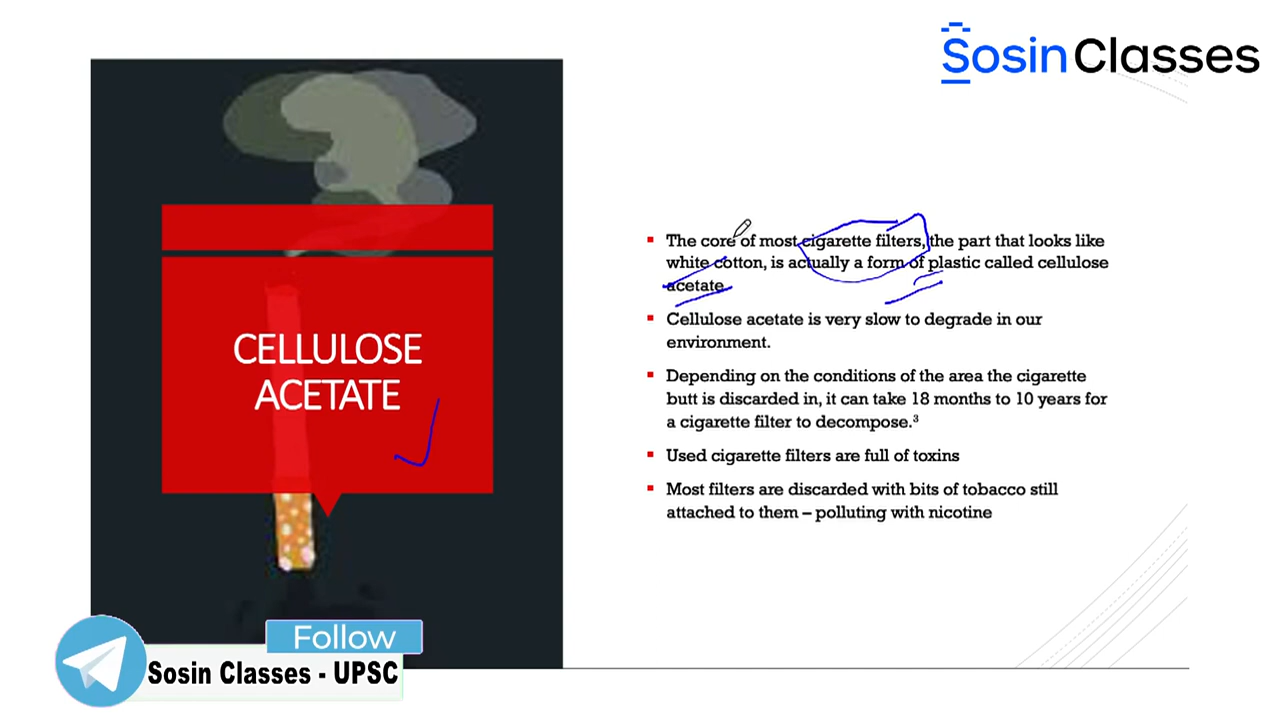 Sosin Classes
CELLULOSE
ACETATE
The core of most cigarette filters, the part that looks like
white cotton, is actually a form of plastic called cellulose
acetate.
Cellulose acetate is very slow to degrade in our
environment.
Depending on the conditions of the area the cigarette
butt is discarded in, it can take 18 months to 10 years for
a cigarette filter to decompose.³
Used cigarette filters are full of toxins
Most filters are discarded with bits of tobacco still
attached to them – polluting with nicotine
Follow
Sosin Classes - UPSC